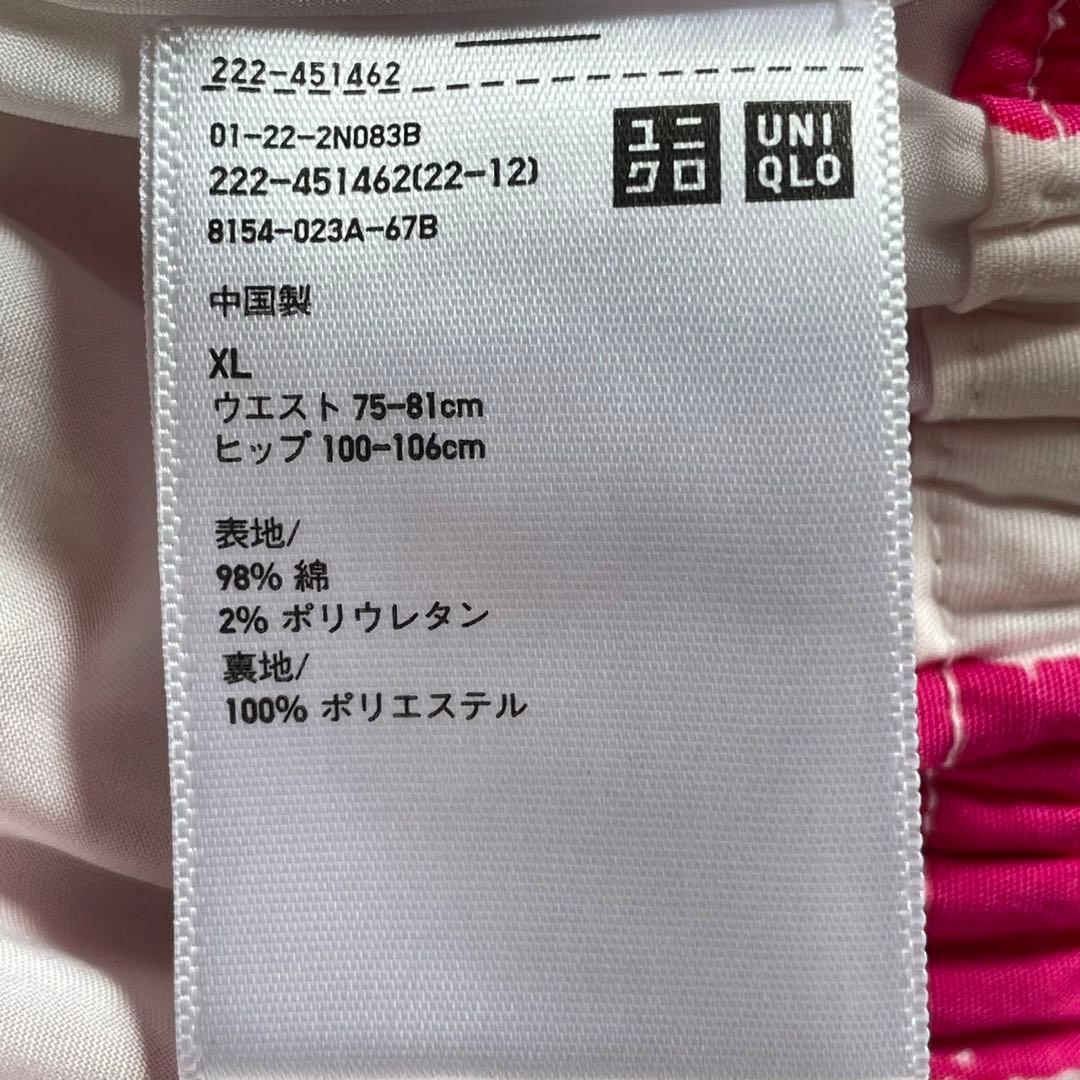 222-451462
01-22-2N083B
222-451462(22-12)
8154-023A-67B
ユニ
クロ
UNI
QLO
中国製
XL
ウエスト 75-81cm
ヒップ 100-106cm
表地/
98% 綿
2% ポリウレタン
裏地/
100% ポリエステル